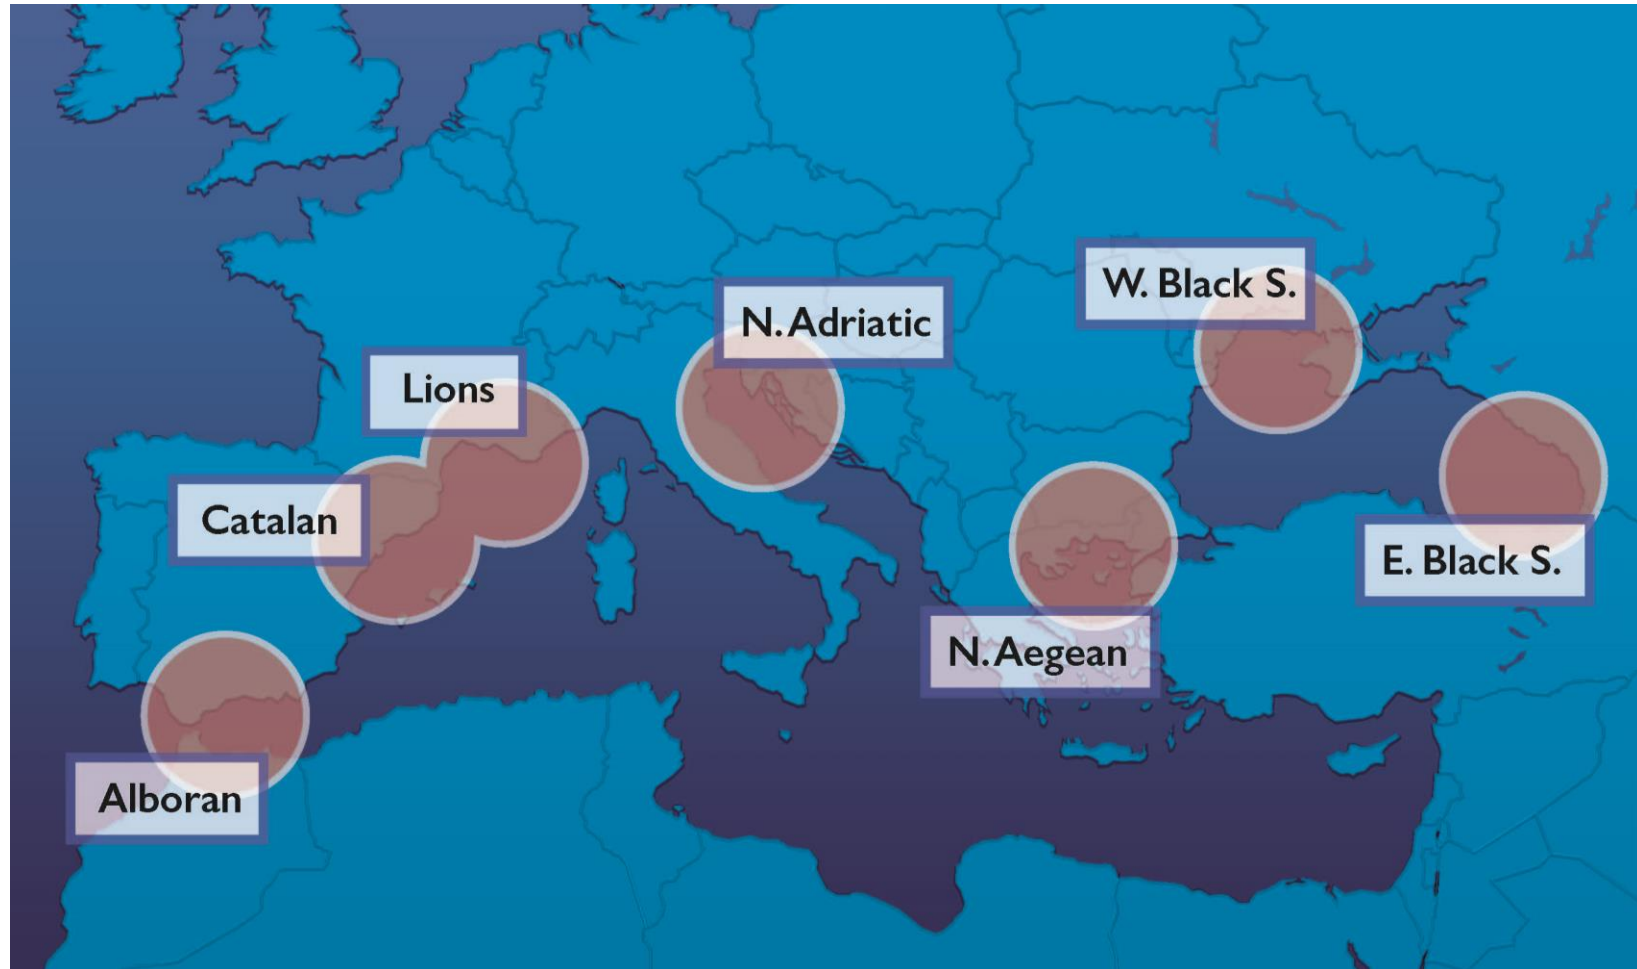 W. Black S.
N. Adriatic
Lions
Catalan
E. Black S.
N. Aegean
Alboran